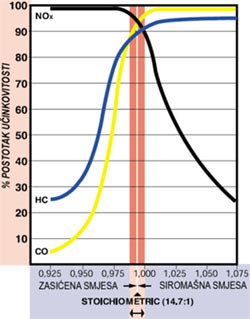 % POSTOTAK UČINKOVITOSTI
100
90
80
70
60
50
40
30
20
10
NOx
HC
CO
0,925 0,950 0,975 1,000 1,025 1,050 1,075
ZASIČENA SMJESA SIROMAŠNA SMJESA
STOICHIOMETRIC (14,7:1)